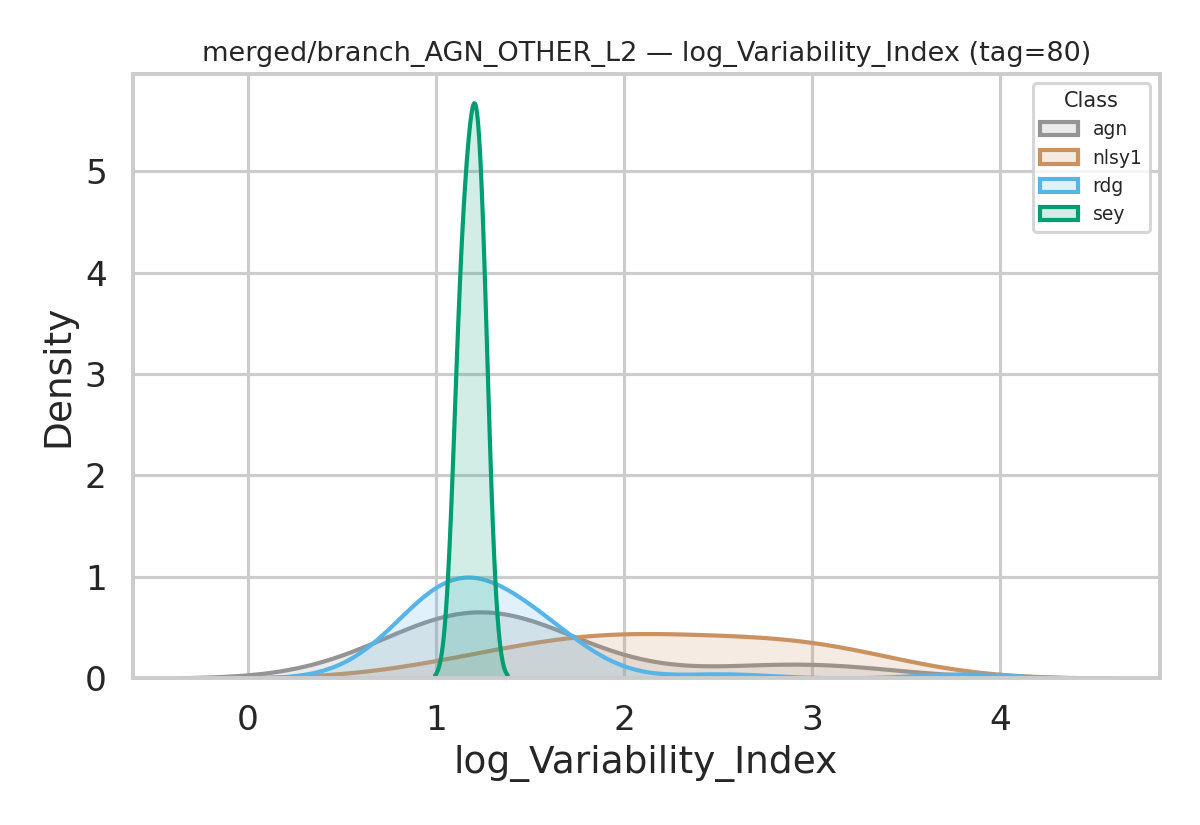 merged/branch_AGN_OTHER_L2 — log_Variability_Index (tag=80)
Class
agn
nlsy1
rdg
sey
Density
5
4
3
2
1
0
0 1 2 3 4
log_Variability_Index